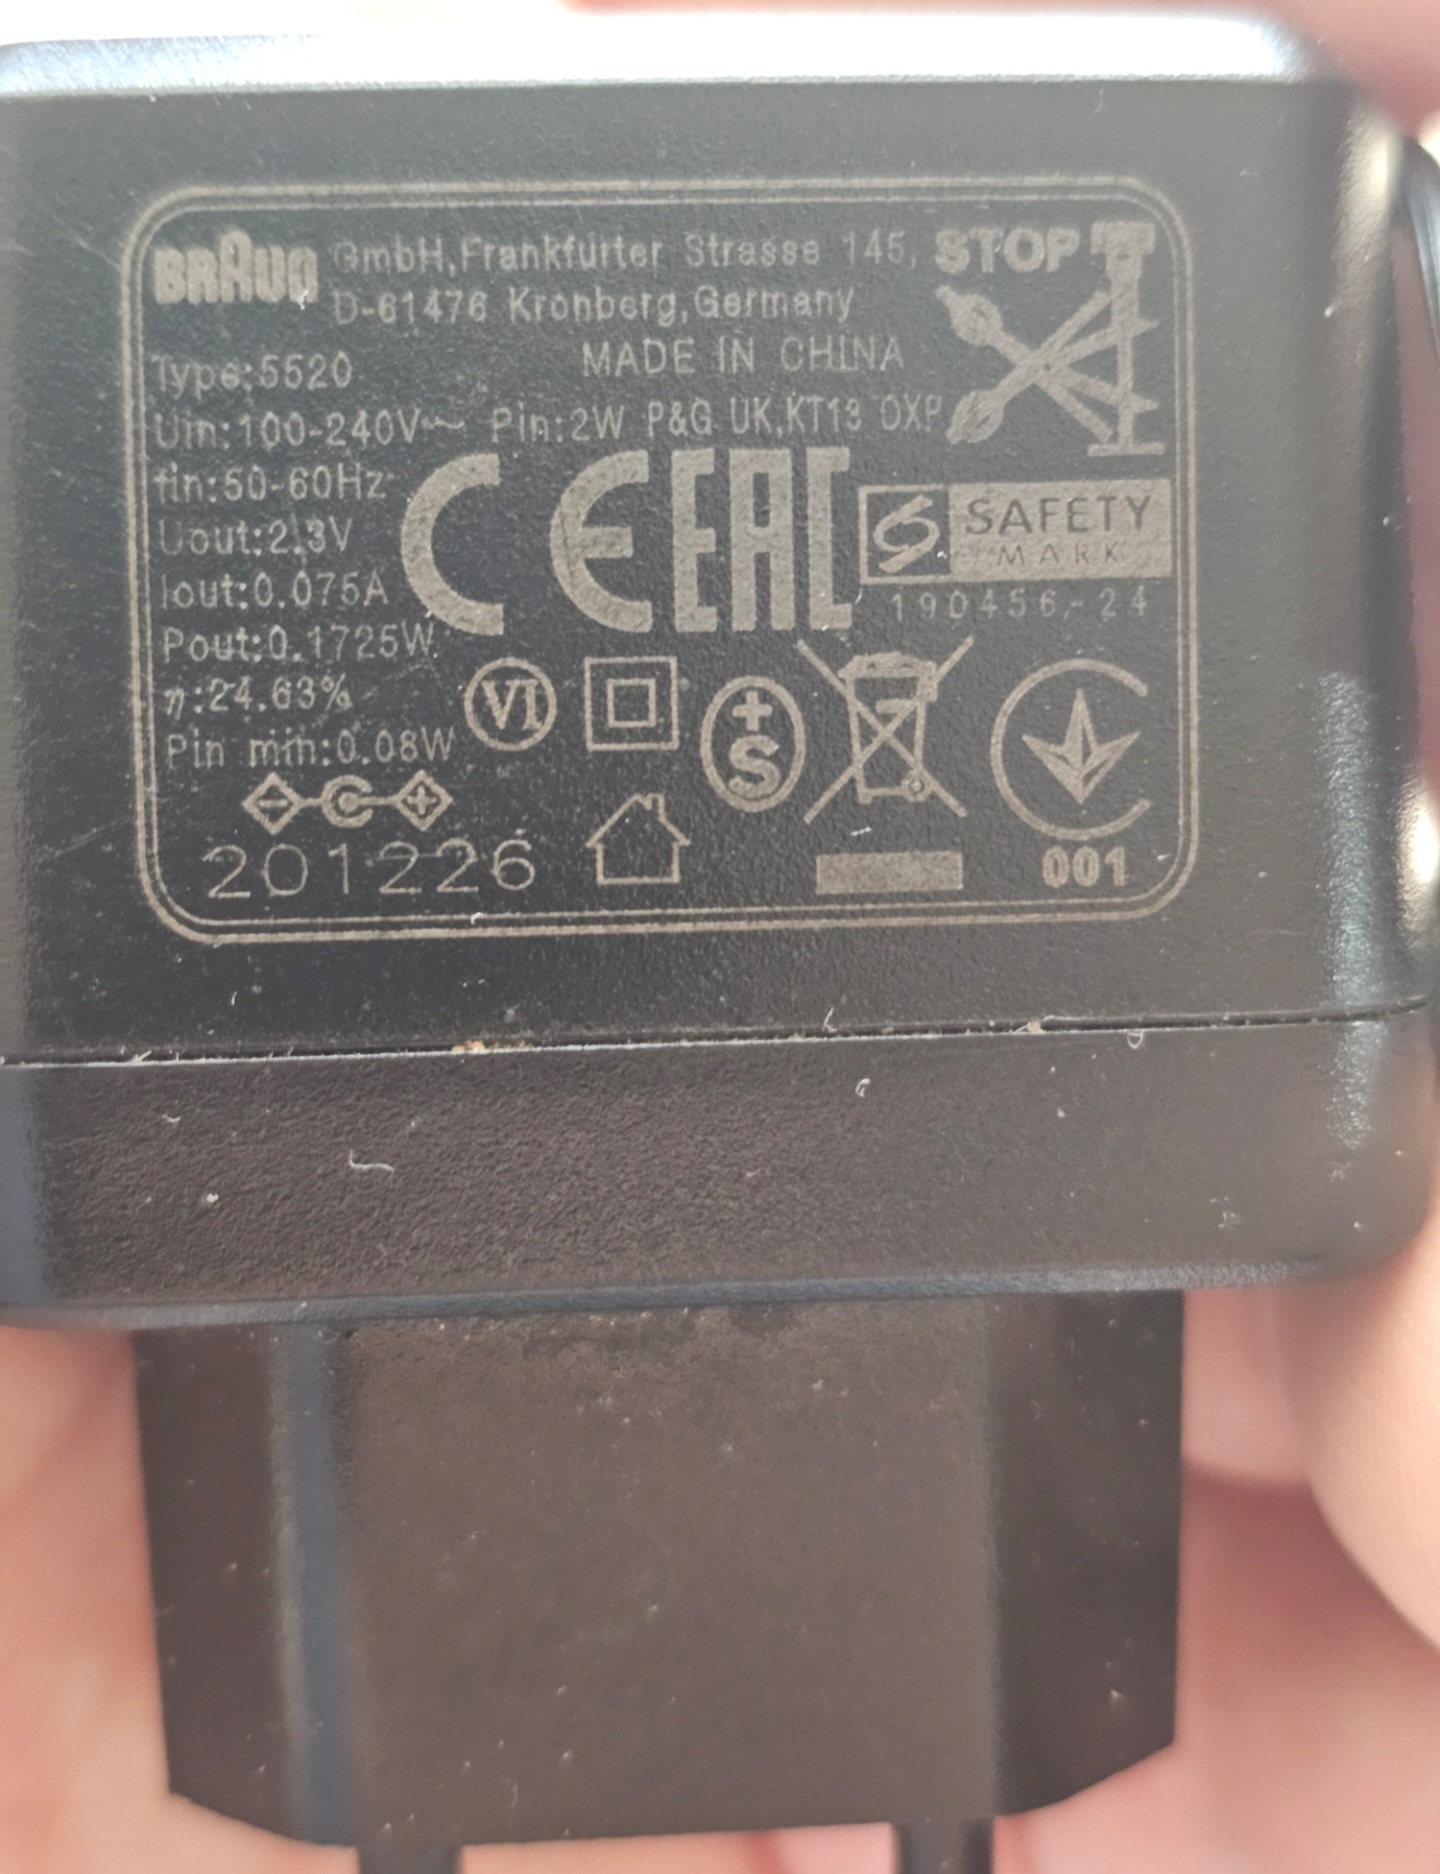 BRAUN GmbH,Frankfurter Strasse 145,
D-61476 Kronberg,Germany
STOP
MADE IN CHINA
Type:5520
Uin:100-240V~ Pin:2W P&G UK,KT13 0XP
fin:50-60Hz
Uout:2.3V
Iout:0.075A
Pout:0.1725W
η:24.63%
Pin min:0.08W
CE EAC
SAFETY
MARK
190456-24
VI
+S
- C +
201226
001